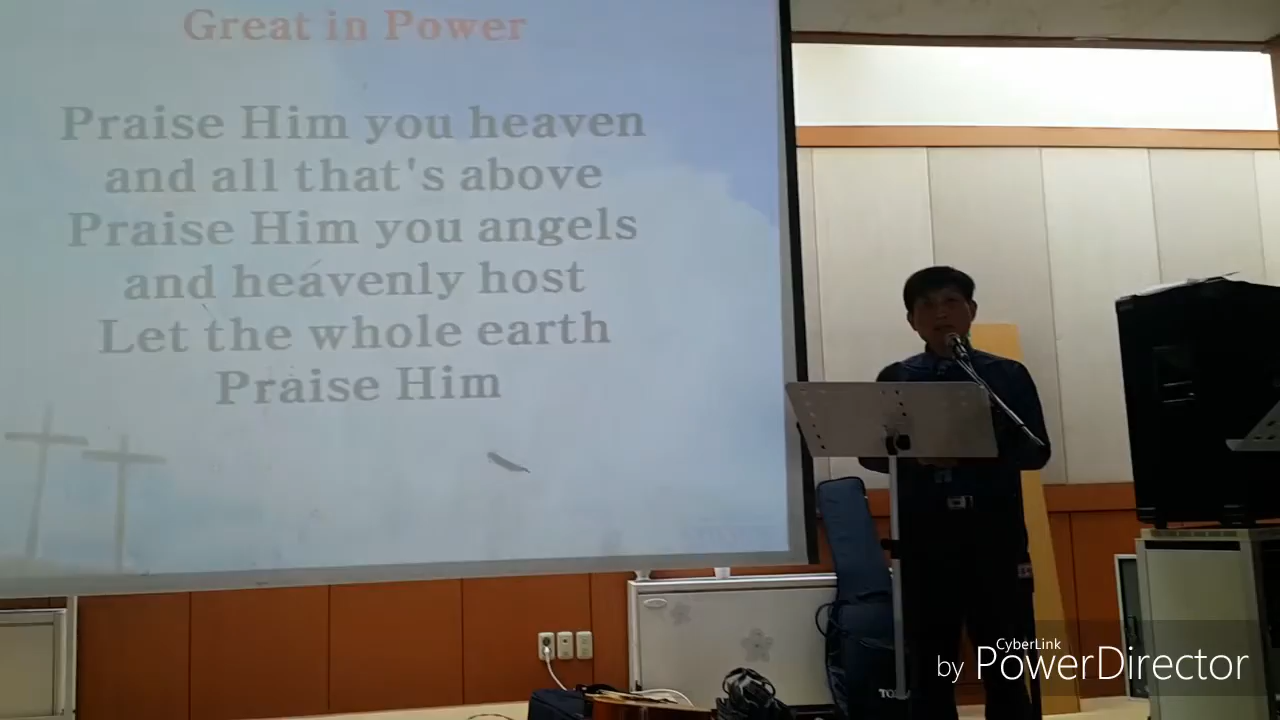 Great in Power
Praise Him you heaven
and all that's above
Praise Him you angels
and heavenly host
Let the whole earth
Praise Him
CyberLink
by PowerDirector